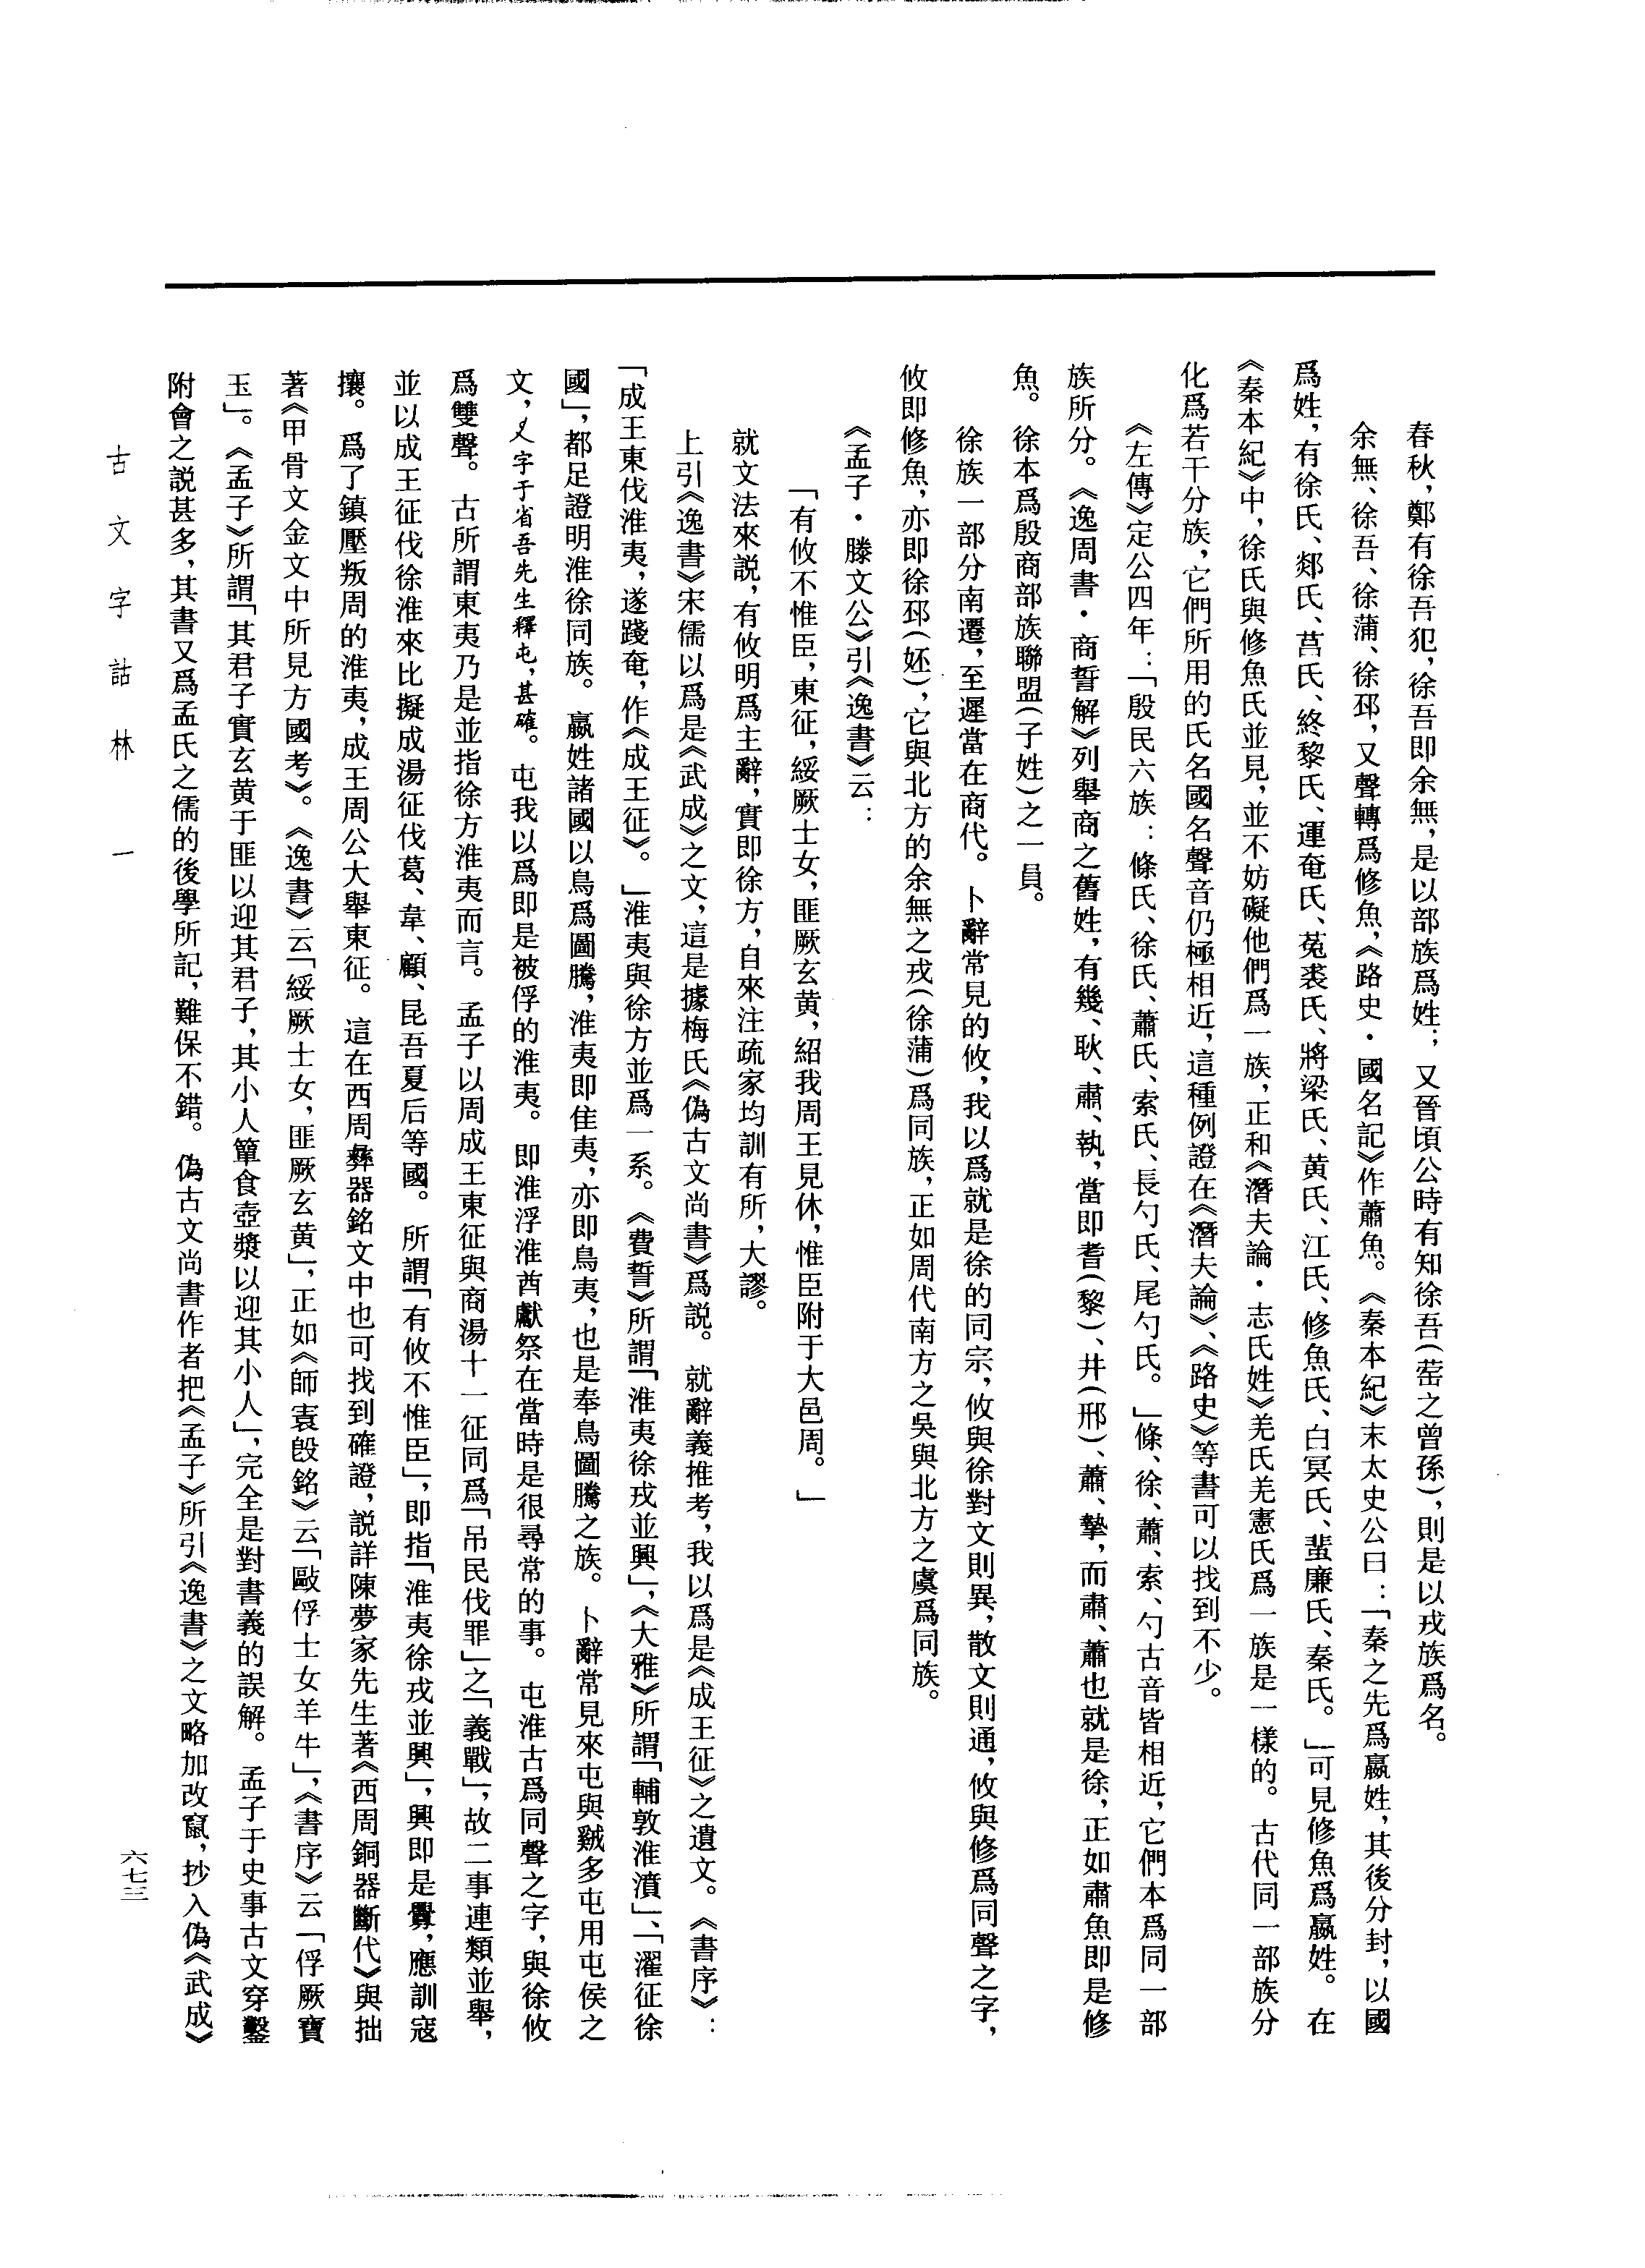 春秋，鄭有徐吾犯，徐吾即余無，是以部族爲姓；又晉頃公時有知徐吾（䓨之曾孫），則是以戎族爲名。
余無、徐吾、徐蒲、徐邳，又聲轉爲修魚，《路史·國名記》作蕭魚。《秦本紀》末太史公曰：「秦之先爲嬴姓，其後分封，以國
爲姓，有徐氏、郯氏、莒氏、終黎氏、運奄氏、菟裘氏、將梁氏、黄氏、江氏、修魚氏、白冥氏、蜚廉氏、秦氏。」可見修魚爲嬴姓。在
《秦本紀》中，徐氏與修魚氏並見，並不妨礙他們爲一族，正和《潛夫論·志氏姓》羌氏羌憲氏爲一族是一樣的。古代同一部族分
化爲若干分族，它們所用的氏名國名聲音仍極相近，這種例證在《潛夫論》、《路史》等書可以找到不少。
《左傳》定公四年：「殷民六族：條氏、徐氏、蕭氏、索氏、長勺氏、尾勺氏。」條、徐、蕭、索、勺古音皆相近，它們本爲同一部
族所分。《逸周書·商誓解》列舉商之舊姓，有幾、耿、肅、執，當即耆（黎）、井（邢）、蕭、摯，而肅、蕭也就是徐，正如肅魚即是修
魚。徐本爲殷商部族聯盟（子姓）之一員。
徐族一部分南遷，至遲當在商代。卜辭常見的攸，我以爲就是徐的同宗，攸與徐對文則異，散文則通，攸與修爲同聲之字，
攸即修魚，亦即徐邳（妚），它與北方的余無之戎（徐蒲）爲同族，正如周代南方之吳與北方之虞爲同族。
《孟子·滕文公》引《逸書》云：
「有攸不惟臣，東征，綏厥士女，匪厥玄黄，紹我周王見休，惟臣附于大邑周。」
就文法來説，有攸明爲主辭，實即徐方，自來注疏家均訓有所，大謬。
上引《逸書》宋儒以爲是《武成》之文，這是據梅氏《偽古文尚書》爲説。就辭義推考，我以爲是《成王征》之遺文。《書序》：
「成王東伐淮夷，遂踐奄，作《成王征》。」淮夷與徐方並爲一系。《費誓》所謂「淮夷徐戎並興」，《大雅》所謂「輔敦淮濆」、「濯征徐
國」，都足證明淮徐同族。嬴姓諸國以鳥爲圖騰，淮夷即隹夷，亦即鳥夷，也是奉鳥圖騰之族。卜辭常見來屯與䂂多屯用屯侯之
文，字于省吾先生釋屯，甚確。屯我以爲即是被俘的淮夷。即淮浮淮酋獻祭在當時是很尋常的事。屯淮古爲同聲之字，與徐攸
爲雙聲。古所謂東夷乃是並指徐方淮夷而言。孟子以周成王東征與商湯十一征同爲「吊民伐罪」之「義戰」，故二事連類並舉，
並以成王征伐徐淮來比擬成湯征伐葛、韋、顧、昆吾夏后等國。所謂「有攸不惟臣」，即指「淮夷徐戎並興」，興即是釁，應訓寇
攘。爲了鎮壓叛周的淮夷，成王周公大舉東征。這在西周彝器銘文中也可找到確證，説詳陳夢家先生著《西周銅器斷代》與拙
著《甲骨文金文中所見方國考》。《逸書》云「綏厥士女，匪厥玄黄」，正如《師㝨𣪘銘》云「毆俘士女羊牛」，《書序》云「俘厥寶
玉」。《孟子》所謂「其君子實玄黄于匪以迎其君子，其小人簞食壺漿以迎其小人」，完全是對書義的誤解。孟子于史事古文穿鑿
附會之説甚多，其書又爲孟氏之儒的後學所記，難保不錯。偽古文尚書作者把《孟子》所引《逸書》之文略加改竄，抄入偽《武成》
古文字詁林 一
六七三